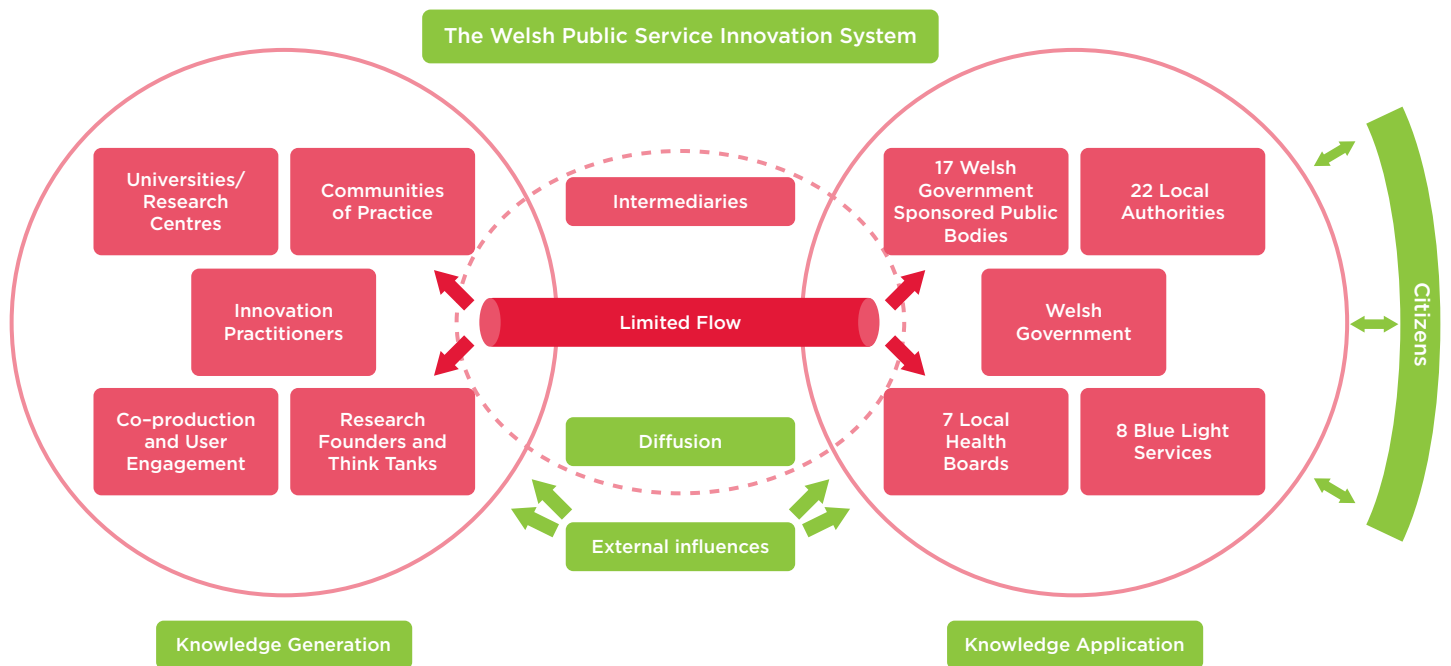 The Welsh Public Service Innovation System
Universities/
Research
Centres
Communities
of Practice
Innovation
Practitioners
Co-production
and User
Engagement
Research
Founders and
Think Tanks
Knowledge Generation
Intermediaries
Limited Flow
Diffusion
External influences
17 Welsh
Government
Sponsored Public
Bodies
22 Local
Authorities
Welsh
Government
7 Local
Health
Boards
8 Blue Light
Services
Knowledge Application
Citizens